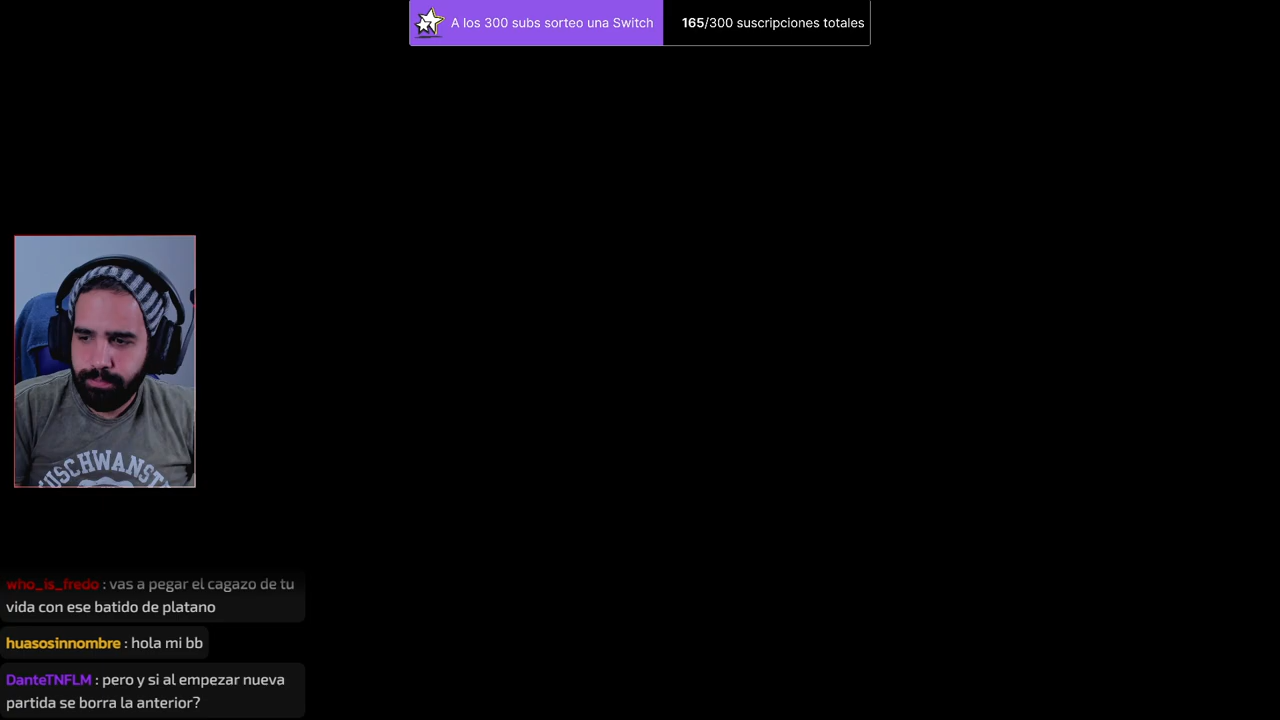 A los 300 subs sorteo una Switch
165/300 suscripciones totales
who_is_fredo : vas a pegar el cagazo de tu
vida con ese batido de platano
huasosinnombre : hola mi bb
DanteTNFLM : pero y si al empezar nueva
partida se borra la anterior?